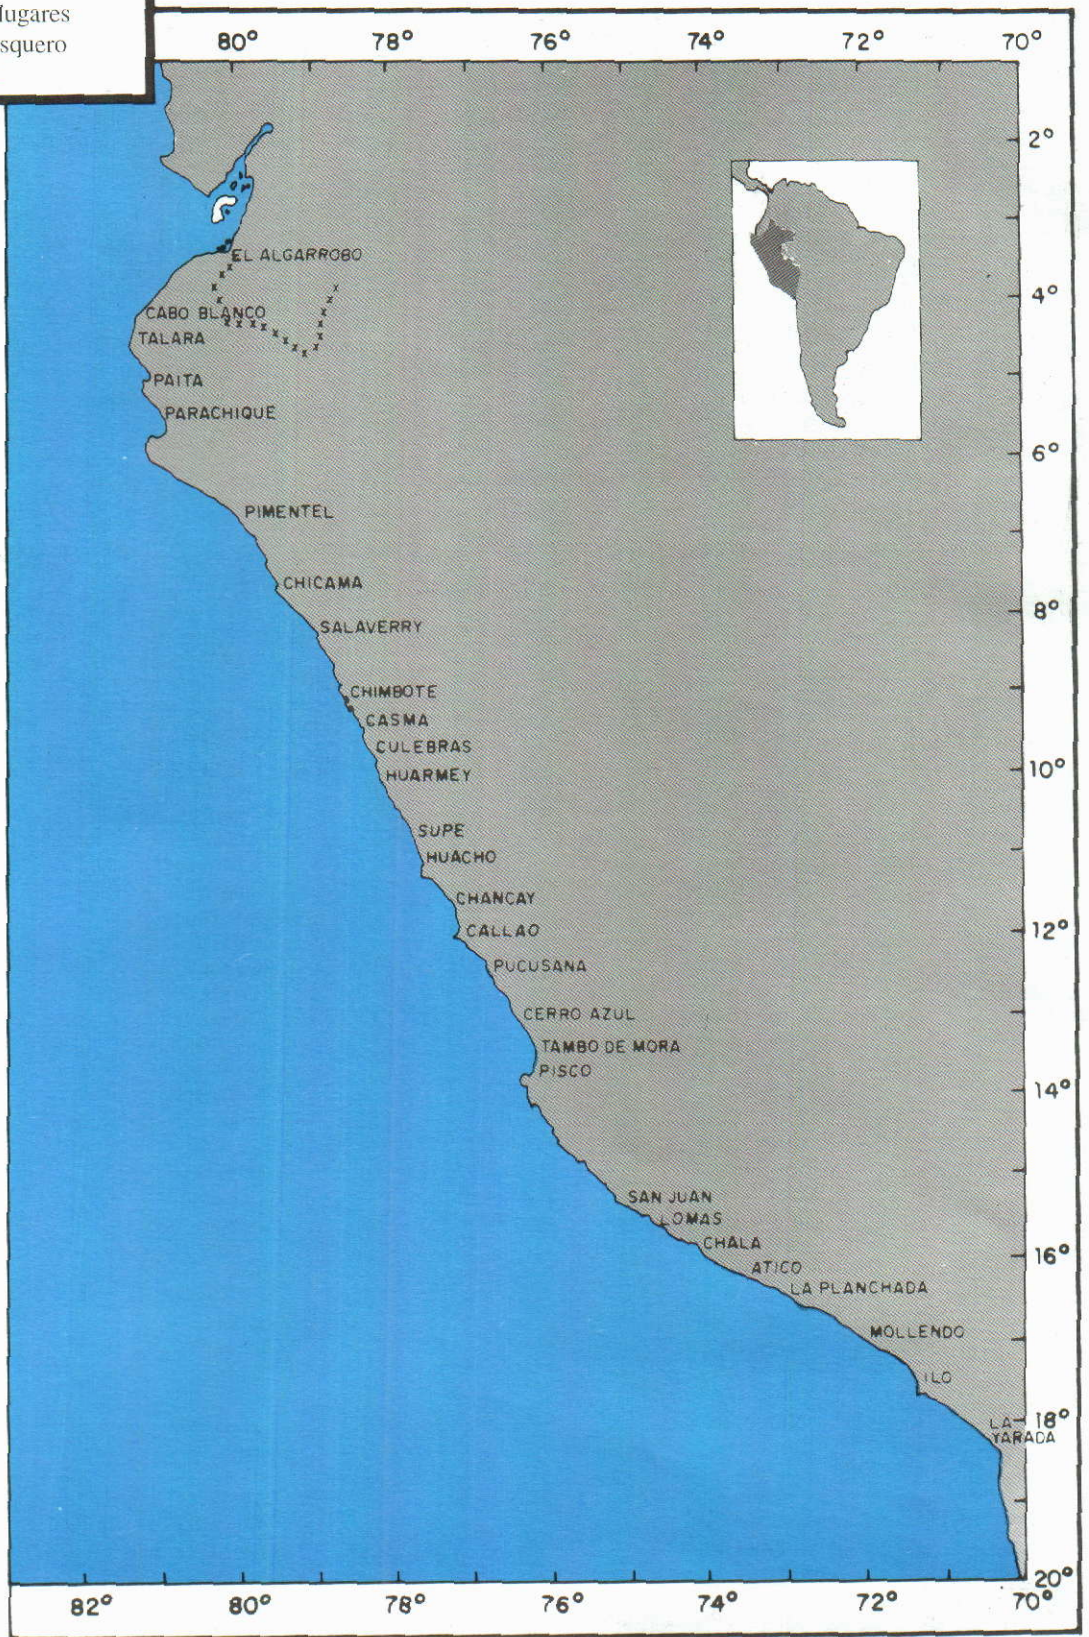 lugares
squero
80° 78° 76° 74° 72° 70°
2°
EL ALGARROBO
4°
CABO BLANCO
TALARA
PAITA
PARACHIQUE
6°
PIMENTEL
CHICAMA
8°
SALAVERRY
CHIMBOTE
CASMA
CULEBRAS
HUARMEY
10°
SUPE
HUACHO
CHANCAY
CALLAO
12°
PUCUSANA
CERRO AZUL
TAMBO DE MORA
PISCO
14°
SAN JUAN
LOMAS
CHALA
16°
ATICO
LA PLANCHADA
MOLLENDO
ILO
LA
YARADA
18°
20°
82° 80° 78° 76° 74° 72° 70°